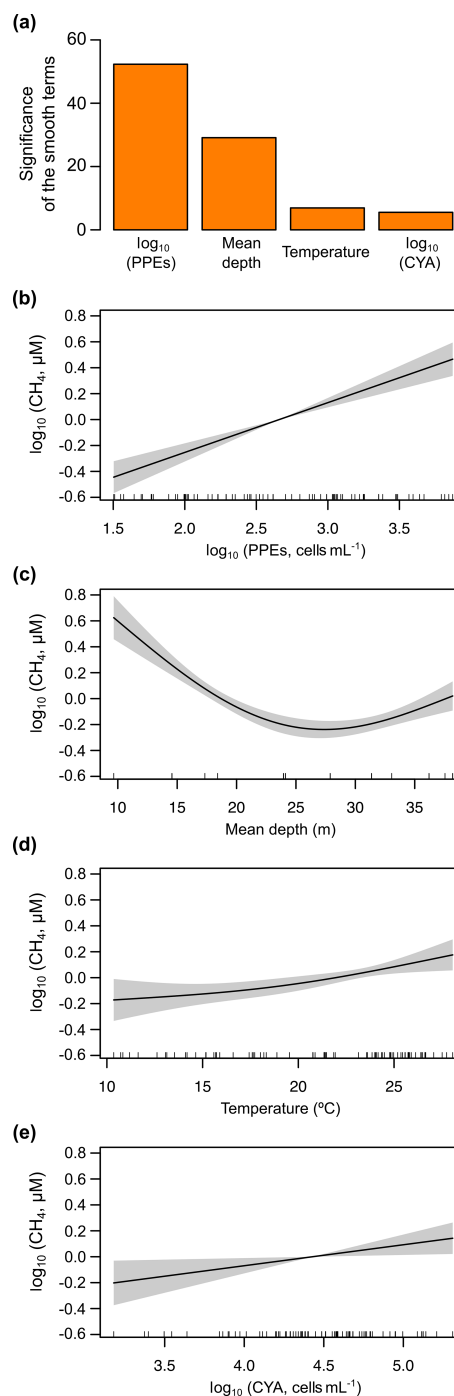 (a)
Significance
of the smooth terms
60
40
20
0
log10
(PPEs)
Mean
depth
Temperature
log10
(CYA)
(b)
log10 (CH4, µM)
0.8
0.6
0.4
0.2
0.0
-0.2
-0.4
-0.6
1.5 2.0 2.5 3.0 3.5
log10 (PPEs, cells mL-1)
(c)
log10 (CH4, µM)
0.8
0.6
0.4
0.2
0.0
-0.2
-0.4
-0.6
10 15 20 25 30 35
Mean depth (m)
(d)
log10 (CH4, µM)
0.8
0.6
0.4
0.2
0.0
-0.2
-0.4
-0.6
10 15 20 25
Temperature (ºC)
(e)
log10 (CH4, µM)
0.8
0.6
0.4
0.2
0.0
-0.2
-0.4
-0.6
3.5 4.0 4.5 5.0
log10 (CYA, cells mL-1)